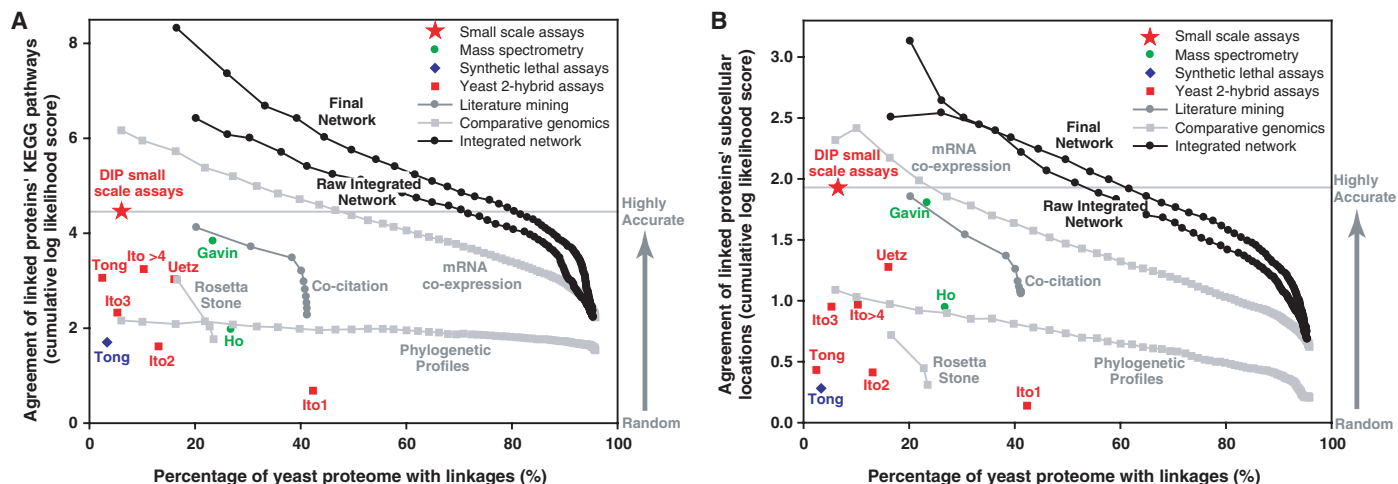 A
Agreement of linked proteins' KEGG pathways
(cumulative log likelihood score)
8
6
4
2
0
0
20
40
60
80
100
Percentage of yeast proteome with linkages (%)
Small scale assays
Mass spectrometry
Synthetic lethal assays
Yeast 2-hybrid assays
Literature mining
Comparative genomics
Integrated network
Final
Network
Raw Integrated
Network
DIP small
scale assays
Highly
Accurate
Gavin
Tong
Ito >4
Uetz
Ito3
Rosetta
Stone
Co-citation
mRNA
co-expression
Tong
Ito2
Ho
Phylogenetic
Profiles
Ito1
Random
B
Agreement of linked proteins' subcellular
locations (cumulative log likelihood score)
3.0
2.5
2.0
1.5
1.0
0.5
0.0
0
20
40
60
80
100
Percentage of yeast proteome with linkages (%)
Small scale assays
Mass spectrometry
Synthetic lethal assays
Yeast 2-hybrid assays
Literature mining
Comparative genomics
Integrated network
Final
Network
mRNA
co-expression
DIP small
scale assays
Highly
Accurate
Gavin
Raw Integrated
Network
Uetz
Co-citation
Ito3
Ito>4
Ho
Tong
Ito2
Rosetta
Stone
Phylogenetic
Profiles
Tong
Ito1
Random